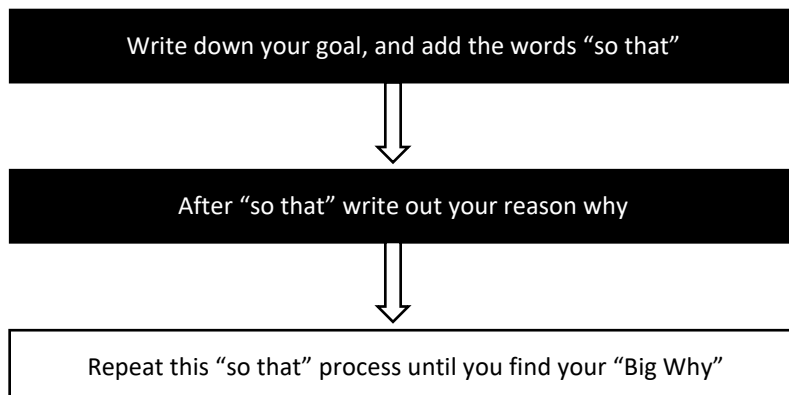 Write down your goal, and add the words “so that”
After “so that” write out your reason why
Repeat this “so that” process until you find your “Big Why”